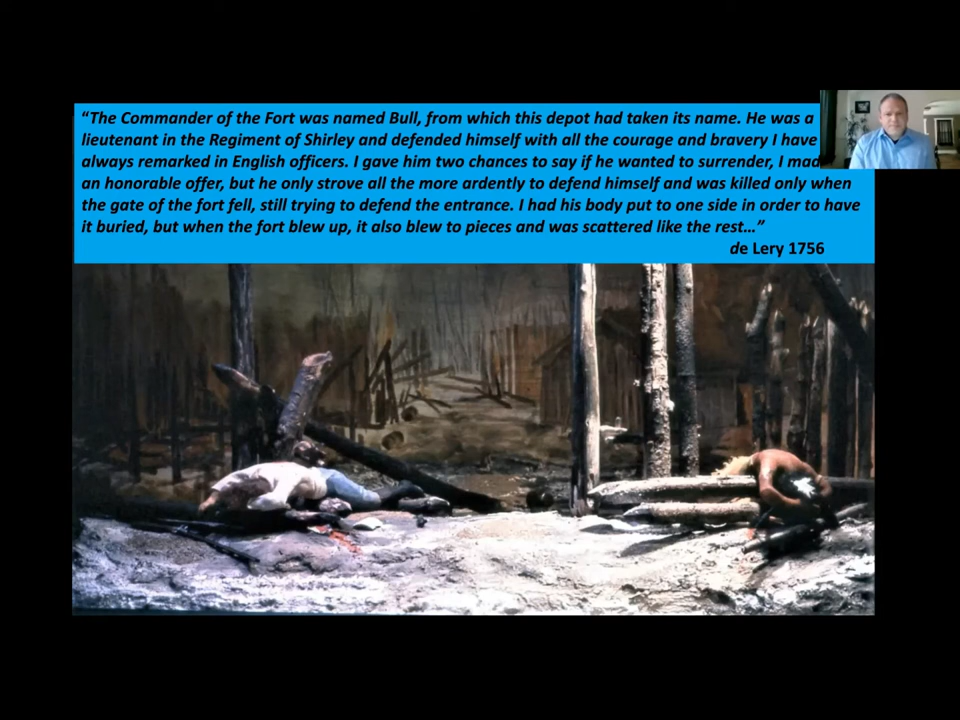 “The Commander of the Fort was named Bull, from which this depot had taken its name. He was a
lieutenant in the Regiment of Shirley and defended himself with all the courage and bravery I have
always remarked in English officers. I gave him two chances to say if he wanted to surrender, I mad
an honorable offer, but he only strove all the more ardently to defend himself and was killed only when
the gate of the fort fell, still trying to defend the entrance. I had his body put to one side in order to have
it buried, but when the fort blew up, it also blew to pieces and was scattered like the rest…”
de Lery 1756